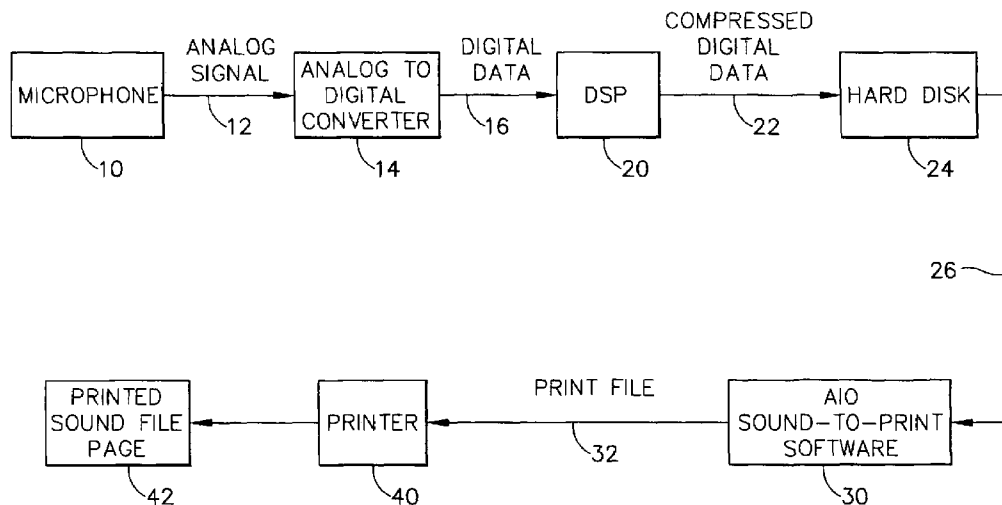 MICROPHONE
10
ANALOG
SIGNAL
12
ANALOG TO
DIGITAL
CONVERTER
14
DIGITAL
DATA
16
DSP
20
COMPRESSED
DIGITAL
DATA
22
HARD DISK
24
26
PRINTED
SOUND FILE
PAGE
42
PRINTER
40
PRINT FILE
32
AIO
SOUND-TO-PRINT
SOFTWARE
30